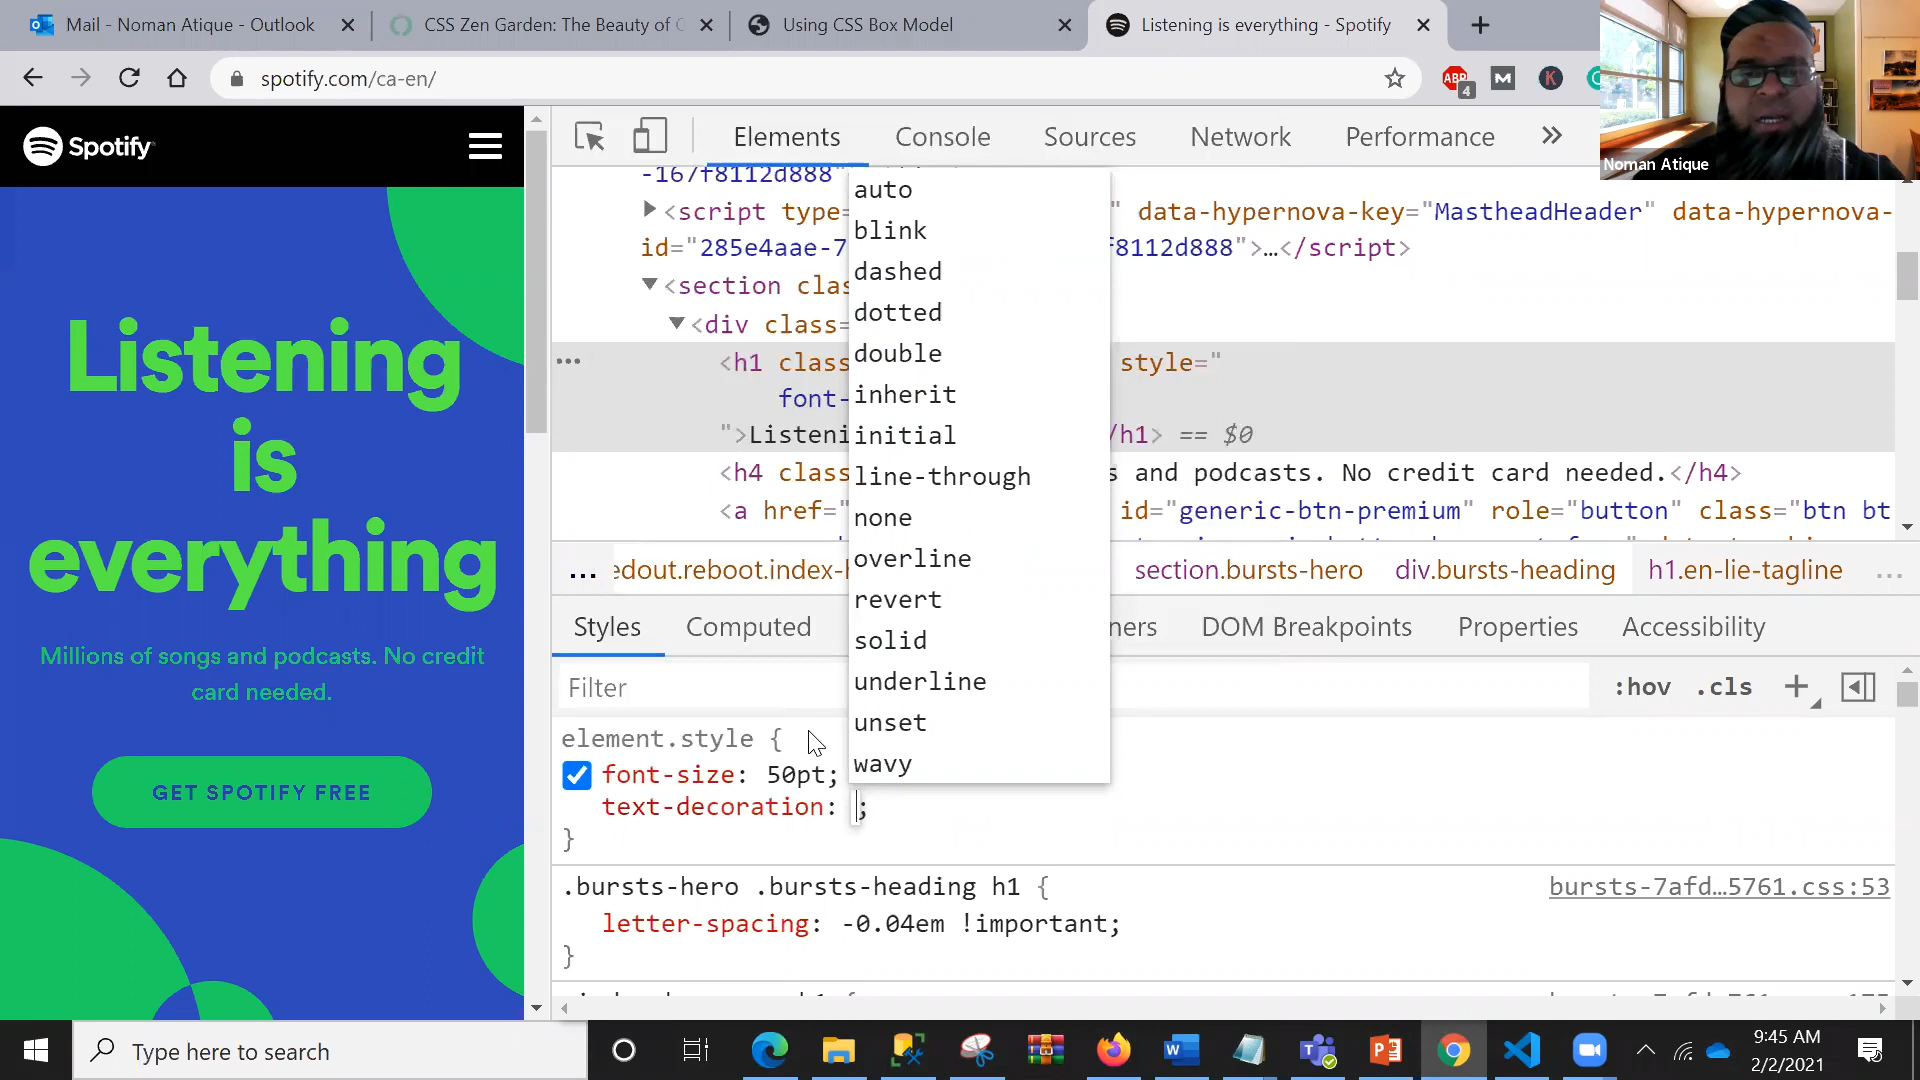 Mail - Noman Atique - Outlook
CSS Zen Garden: The Beauty of C
Using CSS Box Model
Listening is everything - Spotify
spotify.com/ca-en/
ABP
4
M
K
Noman Atique
Spotify
Listening
is
everything
Millions of songs and podcasts. No credit
card needed.
GET SPOTIFY FREE
Elements
Console
Sources
Network
Performance
-167f8112d888"
<script type= " data-hypernova-key="MastheadHeader" data-hypernova-
id="285e4aae-7 f8112d888">…</script>
<section clas
<div class=
<h1 class style="
font-
">Listeni /h1> == $0
<h4 class s and podcasts. No credit card needed.</h4>
<a href=" id="generic-btn-premium" role="button" class="btn bt
auto
blink
dashed
dotted
double
inherit
initial
line-through
none
overline
revert
solid
underline
unset
wavy
... edout.reboot.index-h section.bursts-hero div.bursts-heading h1.en-lie-tagline ...
Styles
Computed
ners
DOM Breakpoints
Properties
Accessibility
Filter
:hov .cls +
element.style {
font-size: 50pt;
text-decoration: ;
}
.bursts-hero .bursts-heading h1 {
bursts-7afd…5761.css:53
letter-spacing: -0.04em !important;
}
Type here to search
9:45 AM
2/2/2021